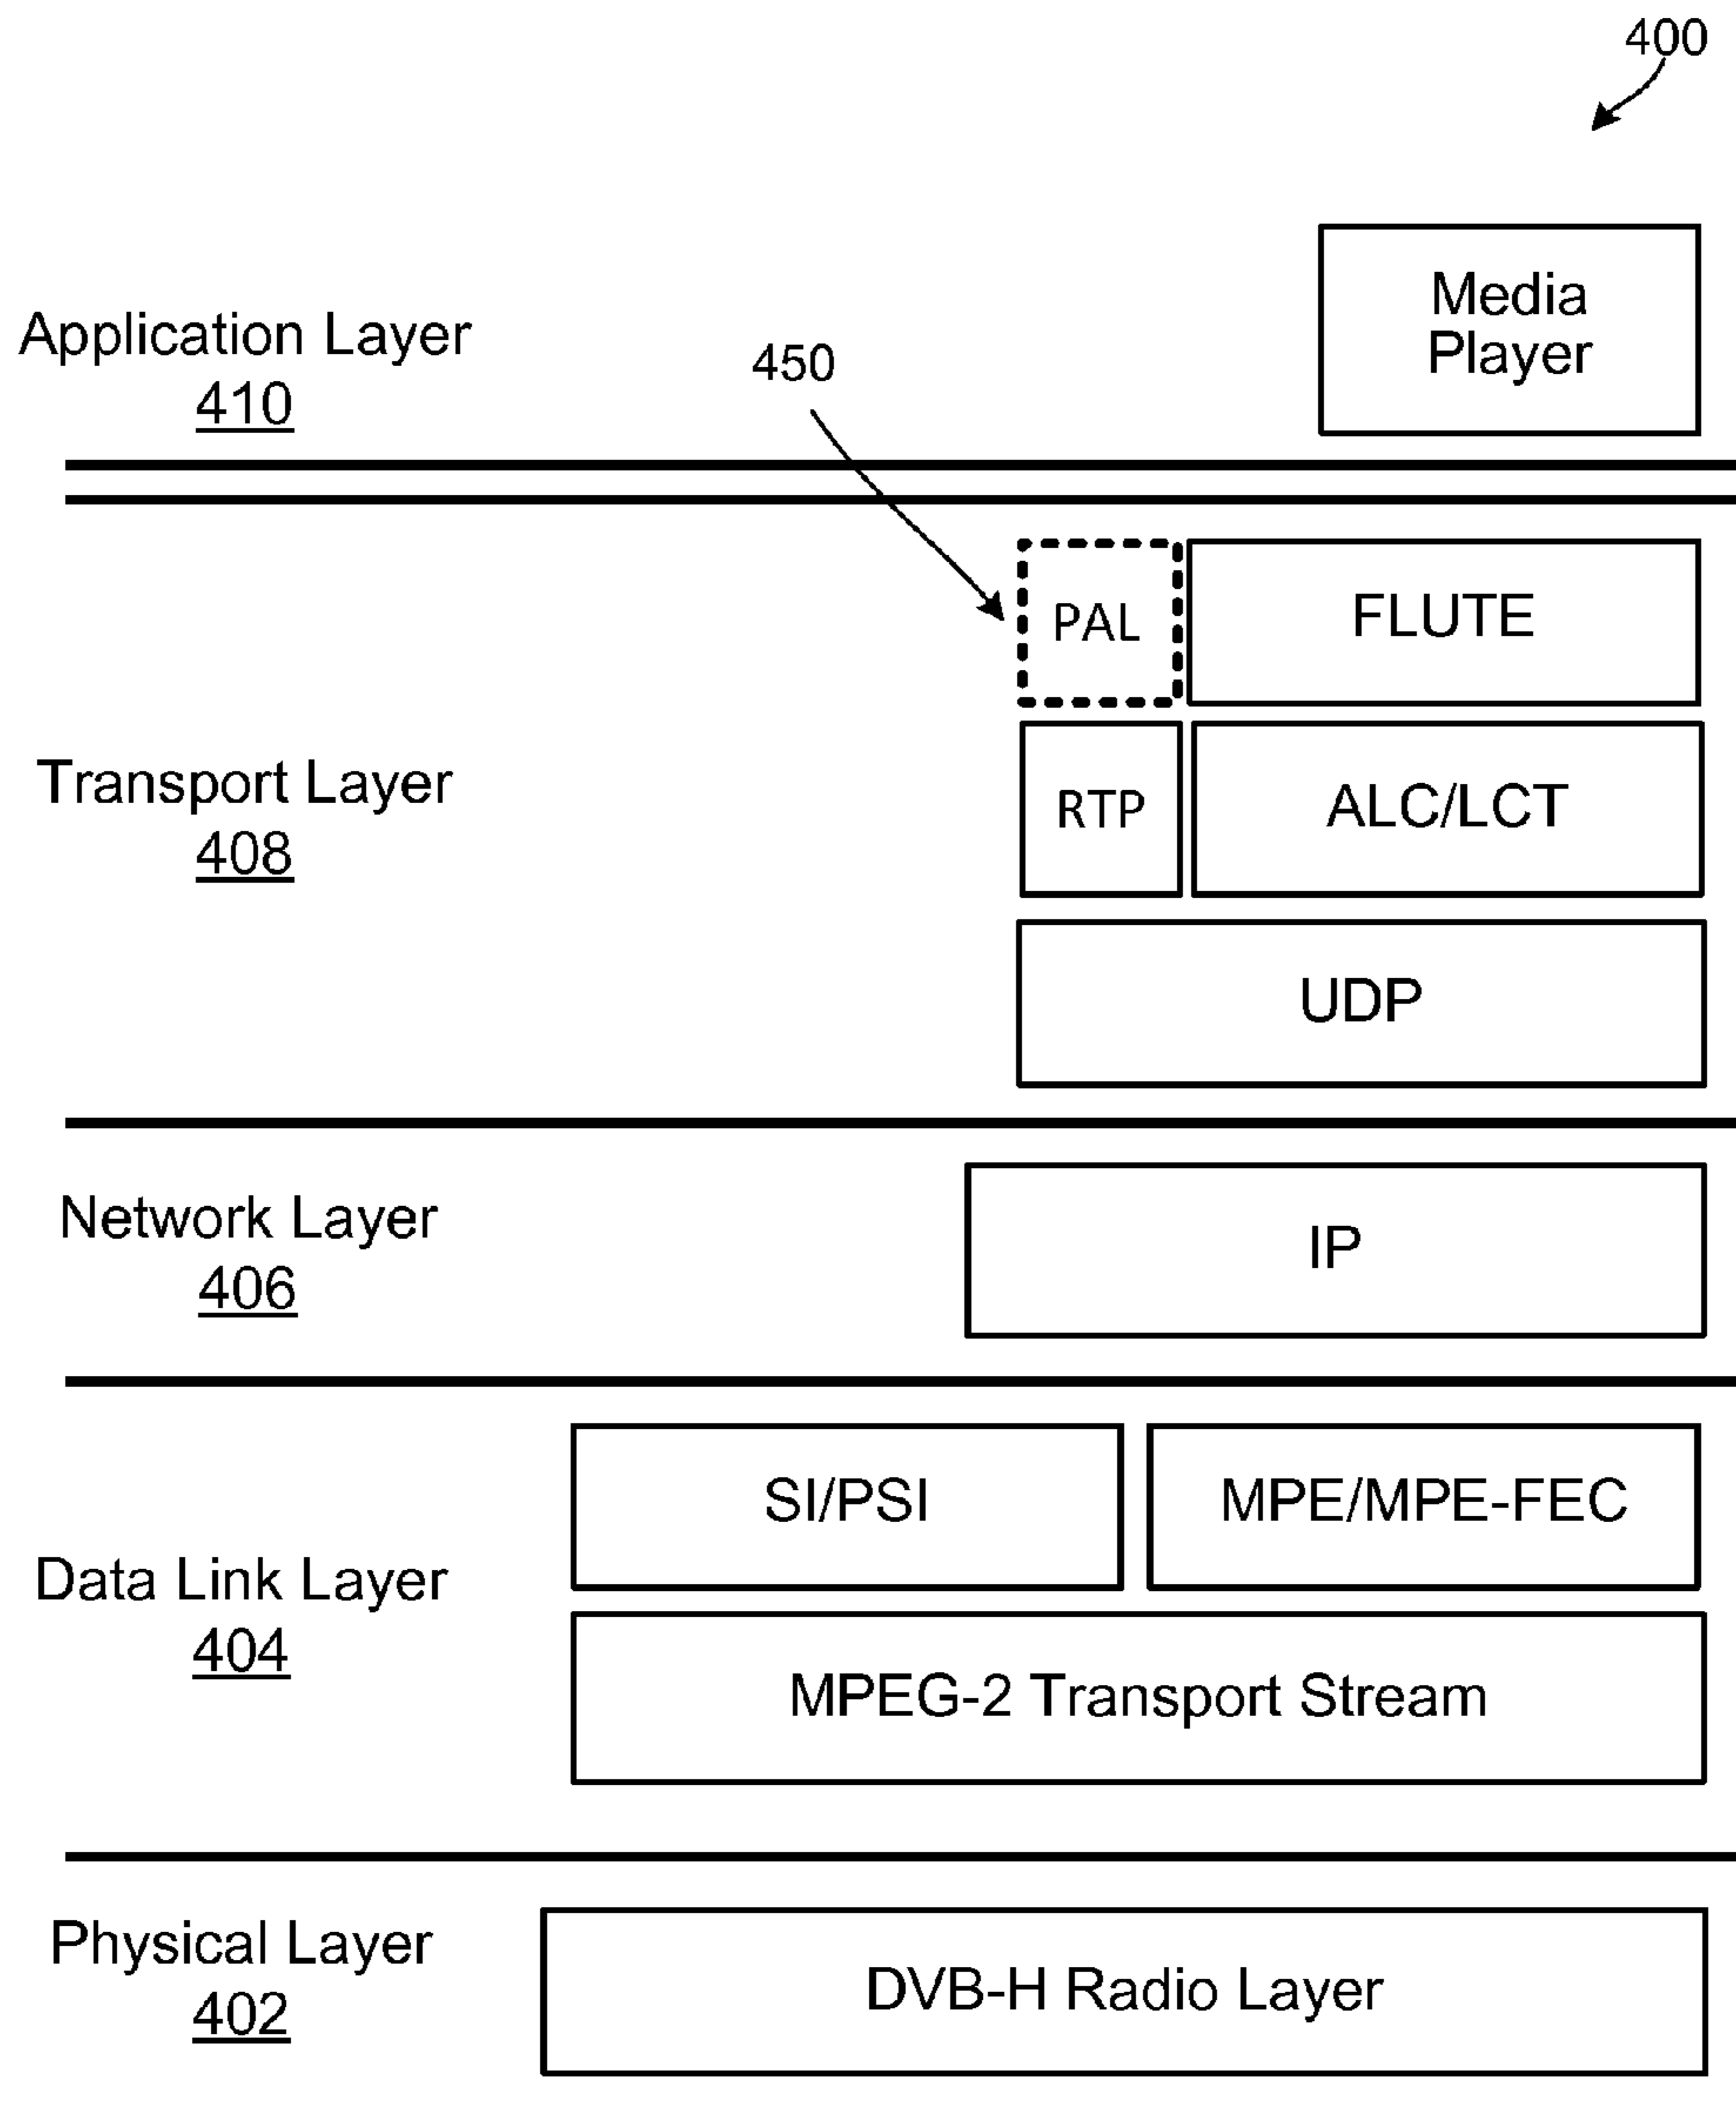 400
Media
Player
Application Layer
410
450
PAL
FLUTE
RTP
ALC/LCT
Transport Layer
408
UDP
Network Layer
406
IP
SI/PSI
MPE/MPE-FEC
Data Link Layer
404
MPEG-2 Transport Stream
Physical Layer
402
DVB-H Radio Layer